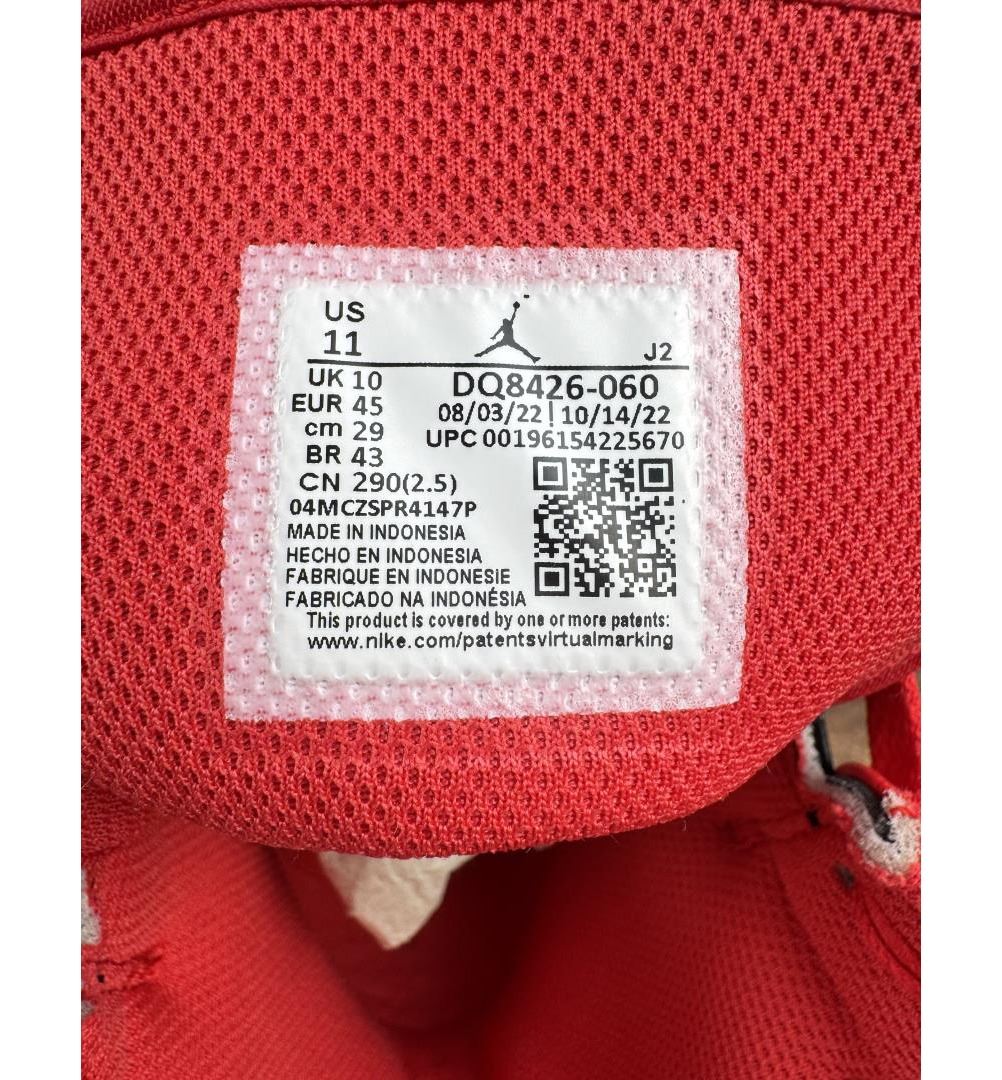 US
11
J2
UK 10
EUR 45
cm 29
BR 43
CN 290(2.5)
DQ8426-060
08/03/22 | 10/14/22
UPC 00196154225670
04MCZSPR4147P
MADE IN INDONESIA
HECHO EN INDONESIA
FABRIQUE EN INDONESIE
FABRICADO NA INDONÉSIA
This product is covered by one or more patents:
www.nike.com/patentsvirtualmarking